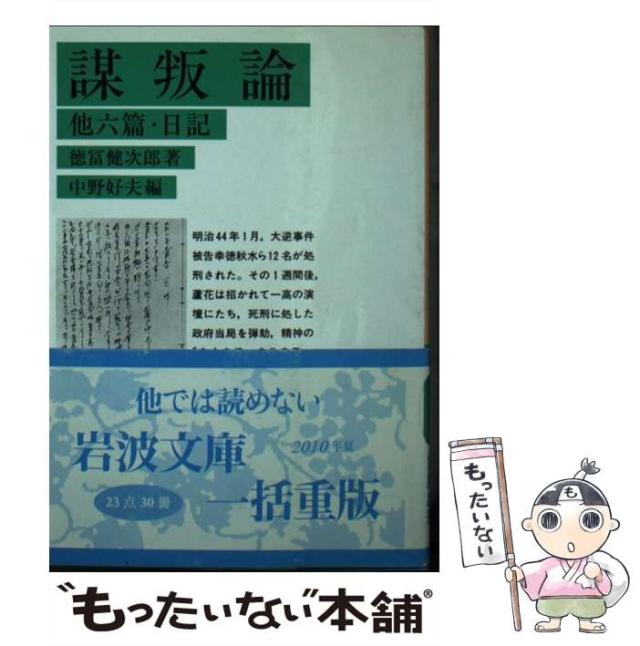 謀叛論
他六篇・日記
徳冨健次郎著
中野好夫編
明治44年1月，大逆事件
被告幸徳秋水ら12名が処
刑された。その1週間後，
蘆花は招かれて一高の演
壇にたち，死刑に処した
政府当局を弾劾，精神の
他では読めない
岩波文庫
2010年夏
23点30冊
一括重版
も
もったいない
"もったいない"本舗®